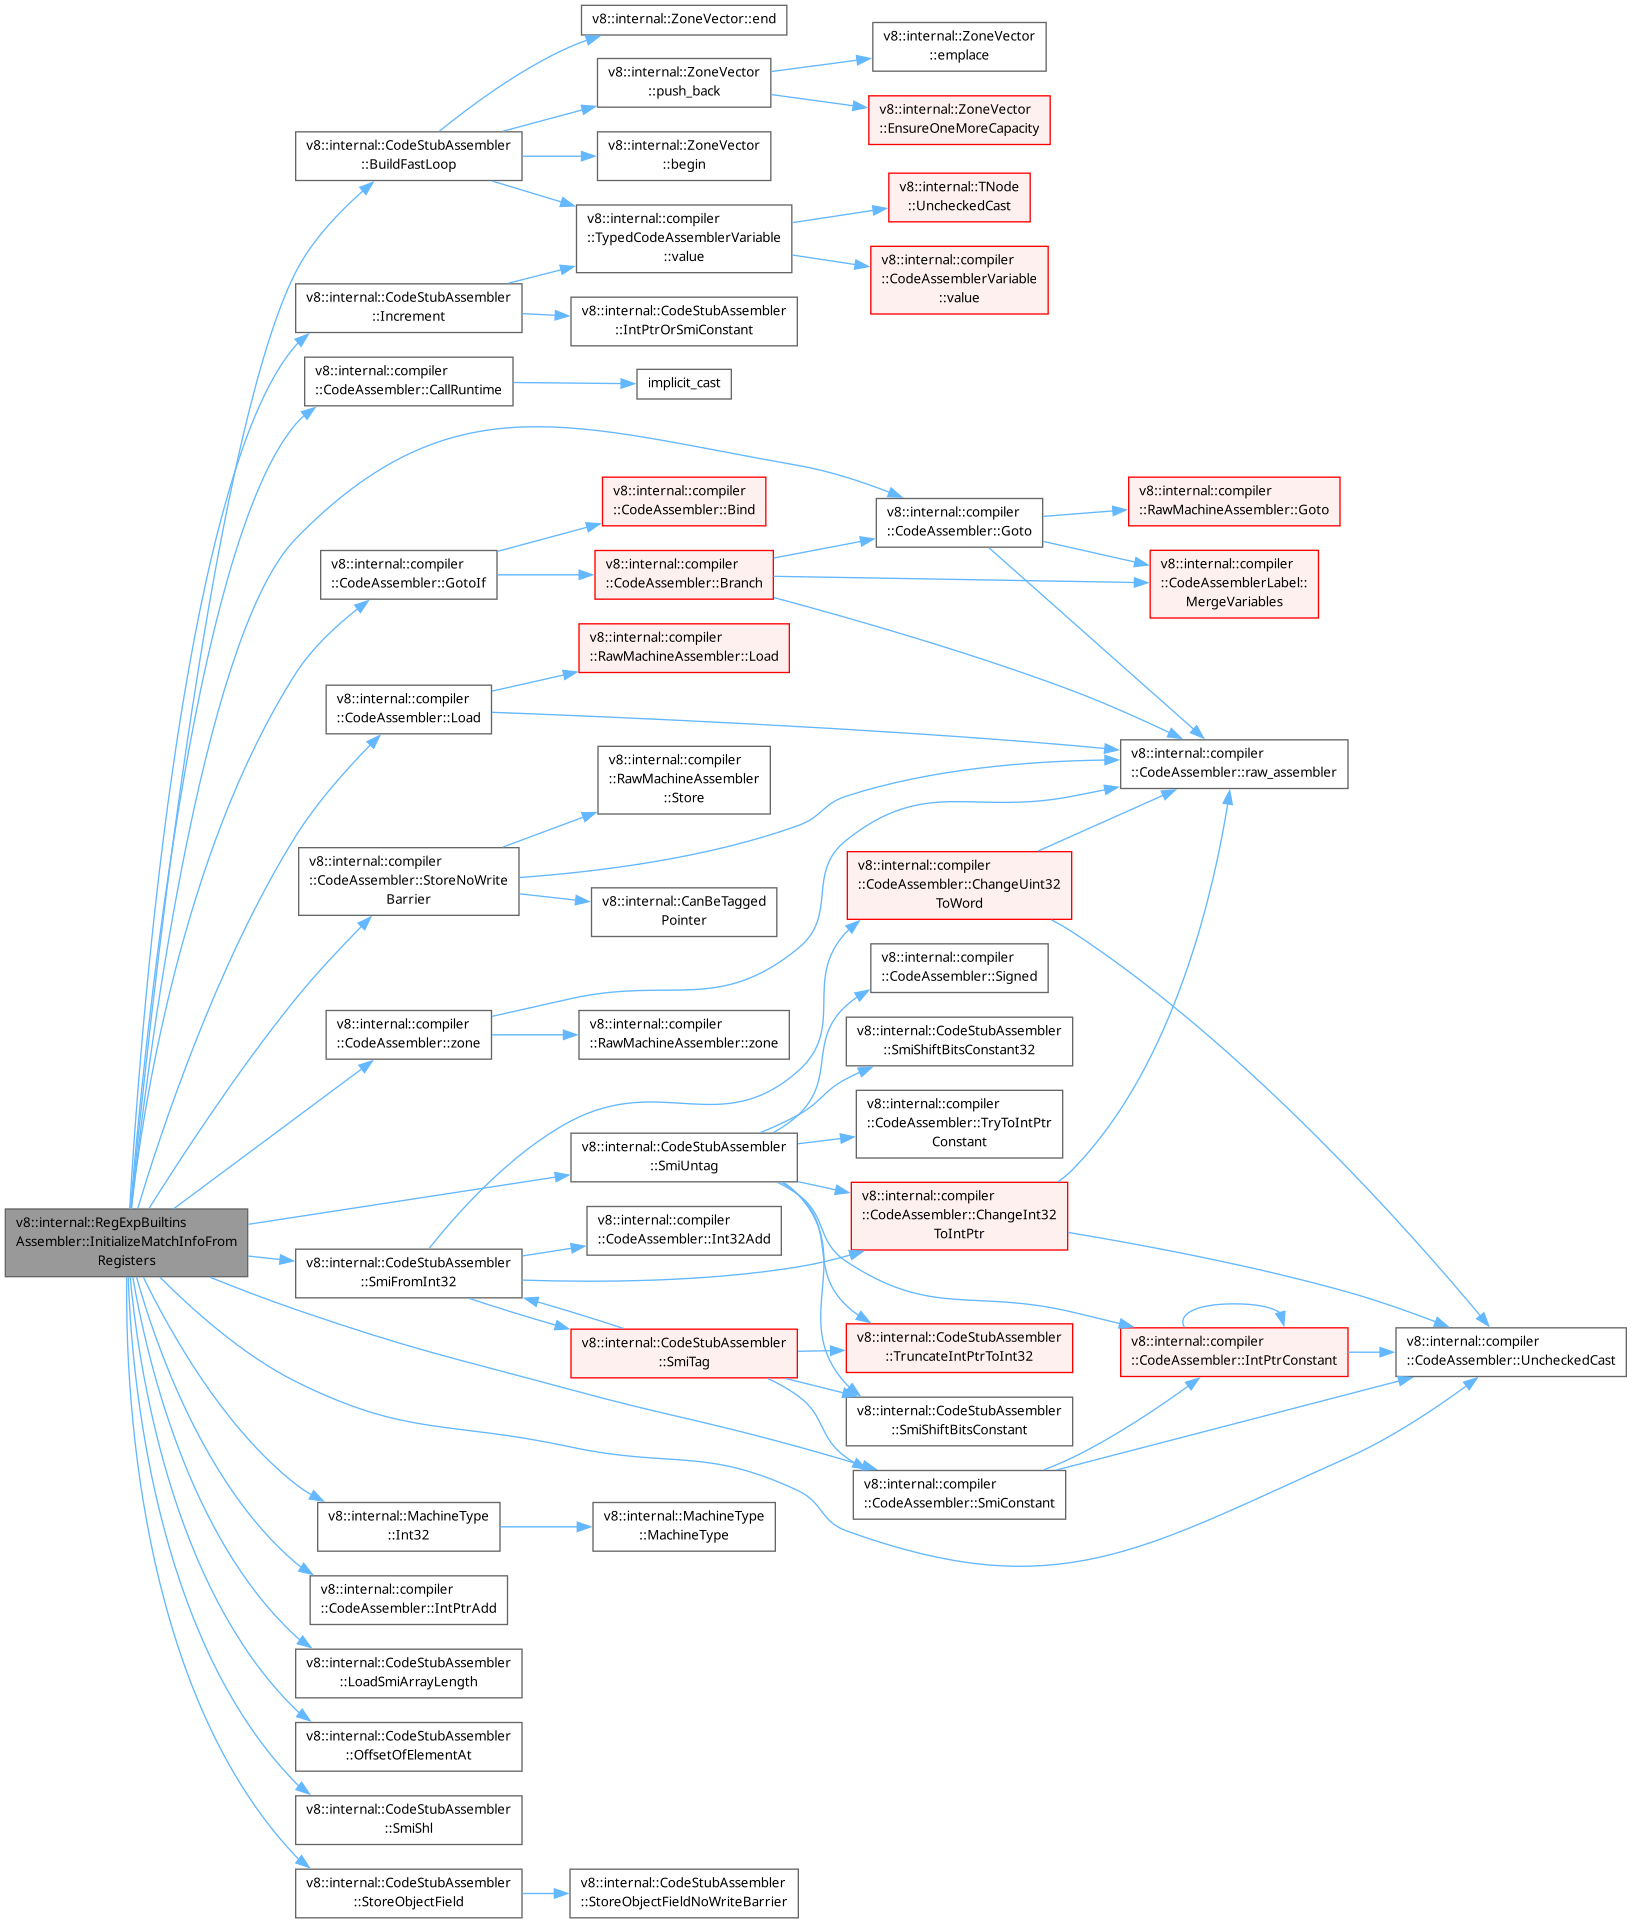 v8::internal::ZoneVector::end
v8::internal::ZoneVector
::emplace
v8::internal::ZoneVector
::push_back
v8::internal::ZoneVector
::EnsureOneMoreCapacity
v8::internal::CodeStubAssembler
::BuildFastLoop
v8::internal::ZoneVector
::begin
v8::internal::TNode
::UncheckedCast
v8::internal::compiler
::TypedCodeAssemblerVariable
::value
v8::internal::compiler
::CodeAssemblerVariable
::value
v8::internal::CodeStubAssembler
::Increment
v8::internal::CodeStubAssembler
::IntPtrOrSmiConstant
v8::internal::compiler
::CodeAssembler::CallRuntime
implicit_cast
v8::internal::compiler
::CodeAssembler::Bind
v8::internal::compiler
::RawMachineAssembler::Goto
v8::internal::compiler
::CodeAssembler::Goto
v8::internal::compiler
::CodeAssembler::GotoIf
v8::internal::compiler
::CodeAssembler::Branch
v8::internal::compiler
::CodeAssemblerLabel::
MergeVariables
v8::internal::compiler
::RawMachineAssembler::Load
v8::internal::compiler
::CodeAssembler::Load
v8::internal::compiler
::CodeAssembler::raw_assembler
v8::internal::compiler
::RawMachineAssembler
::Store
v8::internal::compiler
::CodeAssembler::StoreNoWrite
Barrier
v8::internal::CanBeTagged
Pointer
v8::internal::compiler
::CodeAssembler::ChangeUint32
ToWord
v8::internal::compiler
::CodeAssembler::Signed
v8::internal::compiler
::CodeAssembler::zone
v8::internal::compiler
::RawMachineAssembler::zone
v8::internal::CodeStubAssembler
::SmiShiftBitsConstant32
v8::internal::compiler
::CodeAssembler::TryToIntPtr
Constant
v8::internal::CodeStubAssembler
::SmiUntag
v8::internal::compiler
::CodeAssembler::ChangeInt32
ToIntPtr
v8::internal::RegExpBuiltins
Assembler::InitializeMatchInfoFrom
Registers
v8::internal::compiler
::CodeAssembler::Int32Add
v8::internal::CodeStubAssembler
::SmiFromInt32
v8::internal::CodeStubAssembler
::SmiTag
v8::internal::CodeStubAssembler
::TruncateIntPtrToInt32
v8::internal::compiler
::CodeAssembler::IntPtrConstant
v8::internal::compiler
::CodeAssembler::UncheckedCast
v8::internal::CodeStubAssembler
::SmiShiftBitsConstant
v8::internal::compiler
::CodeAssembler::SmiConstant
v8::internal::MachineType
::Int32
v8::internal::MachineType
::MachineType
v8::internal::compiler
::CodeAssembler::IntPtrAdd
v8::internal::CodeStubAssembler
::LoadSmiArrayLength
v8::internal::CodeStubAssembler
::OffsetOfElementAt
v8::internal::CodeStubAssembler
::SmiShl
v8::internal::CodeStubAssembler
::StoreObjectField
v8::internal::CodeStubAssembler
::StoreObjectFieldNoWriteBarrier